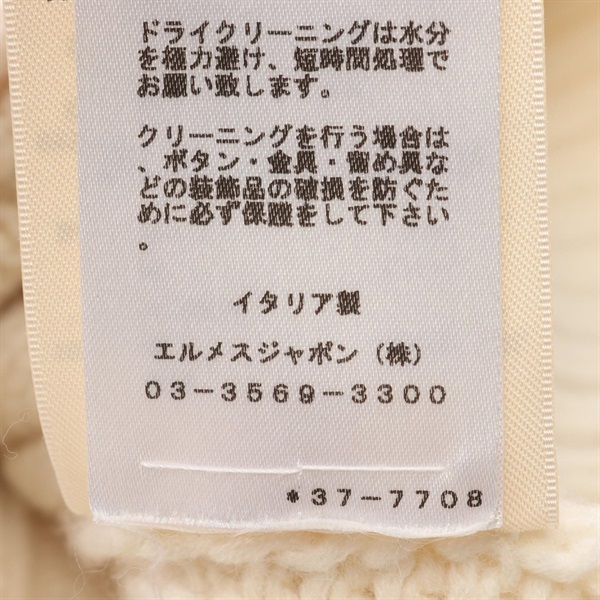 ドライクリーニングは水分
を極力避け、短時間処理で
お願い致します。
クリーニングを行う場合は
、ボタン・金具・留め具な
どの装飾品の破損を防ぐた
めに必ず保護をして下さい
。
イタリア製
エルメスジャポン（株）
03-3569-3300
*37-7708